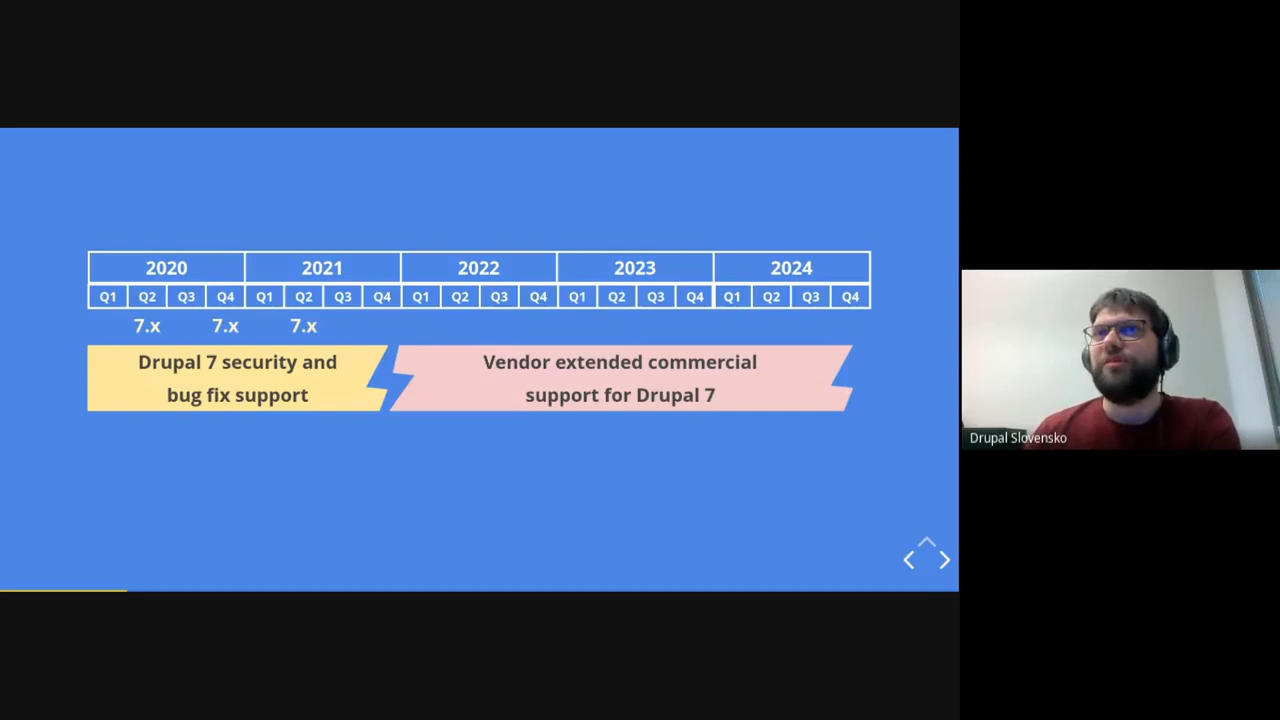 2020 2021 2022 2023 2024
Q1 Q2 Q3 Q4 Q1 Q2 Q3 Q4 Q1 Q2 Q3 Q4 Q1 Q2 Q3 Q4 Q1 Q2 Q3 Q4
7.x 7.x 7.x
Drupal 7 security and
bug fix support
Vendor extended commercial
support for Drupal 7
Drupal Slovensko